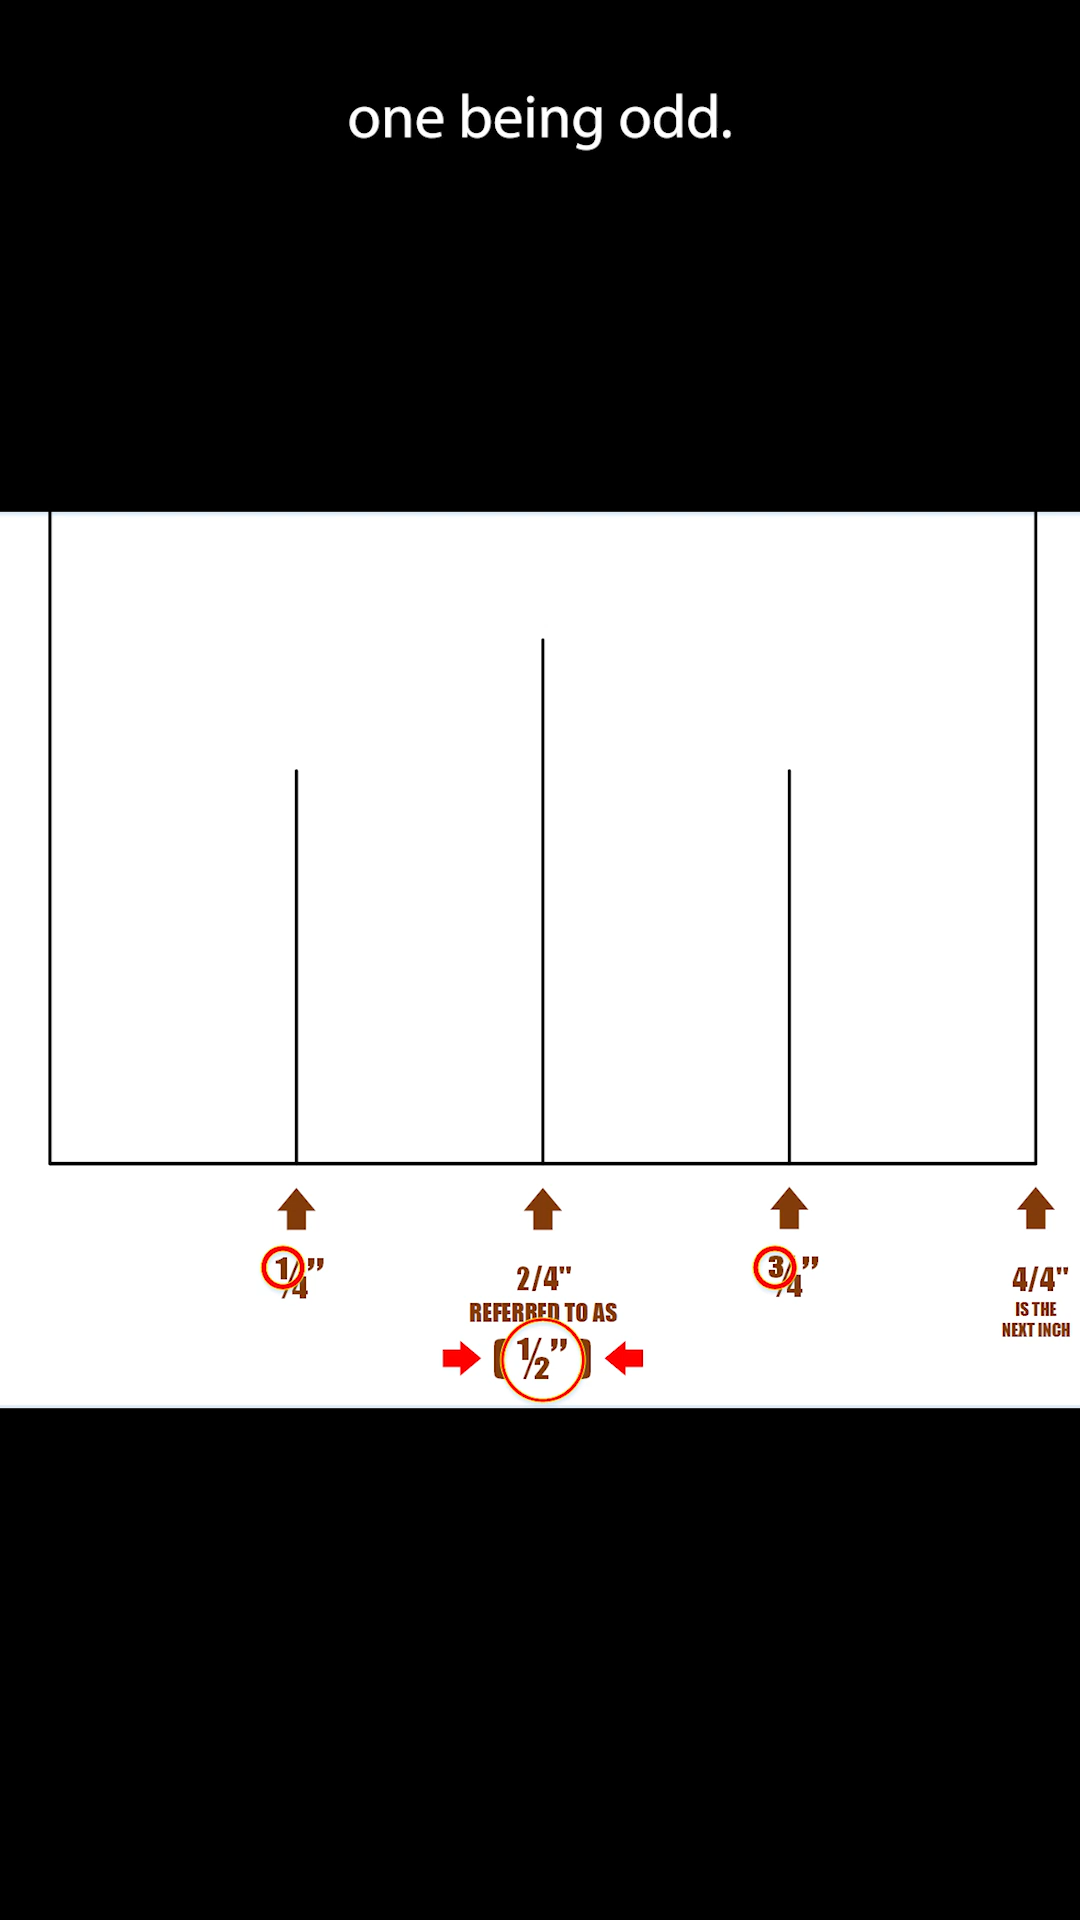 one being odd.
1/4” 2/4" 3/4” 4/4"
REFERRED TO AS IS THE
1/2” NEXT INCH